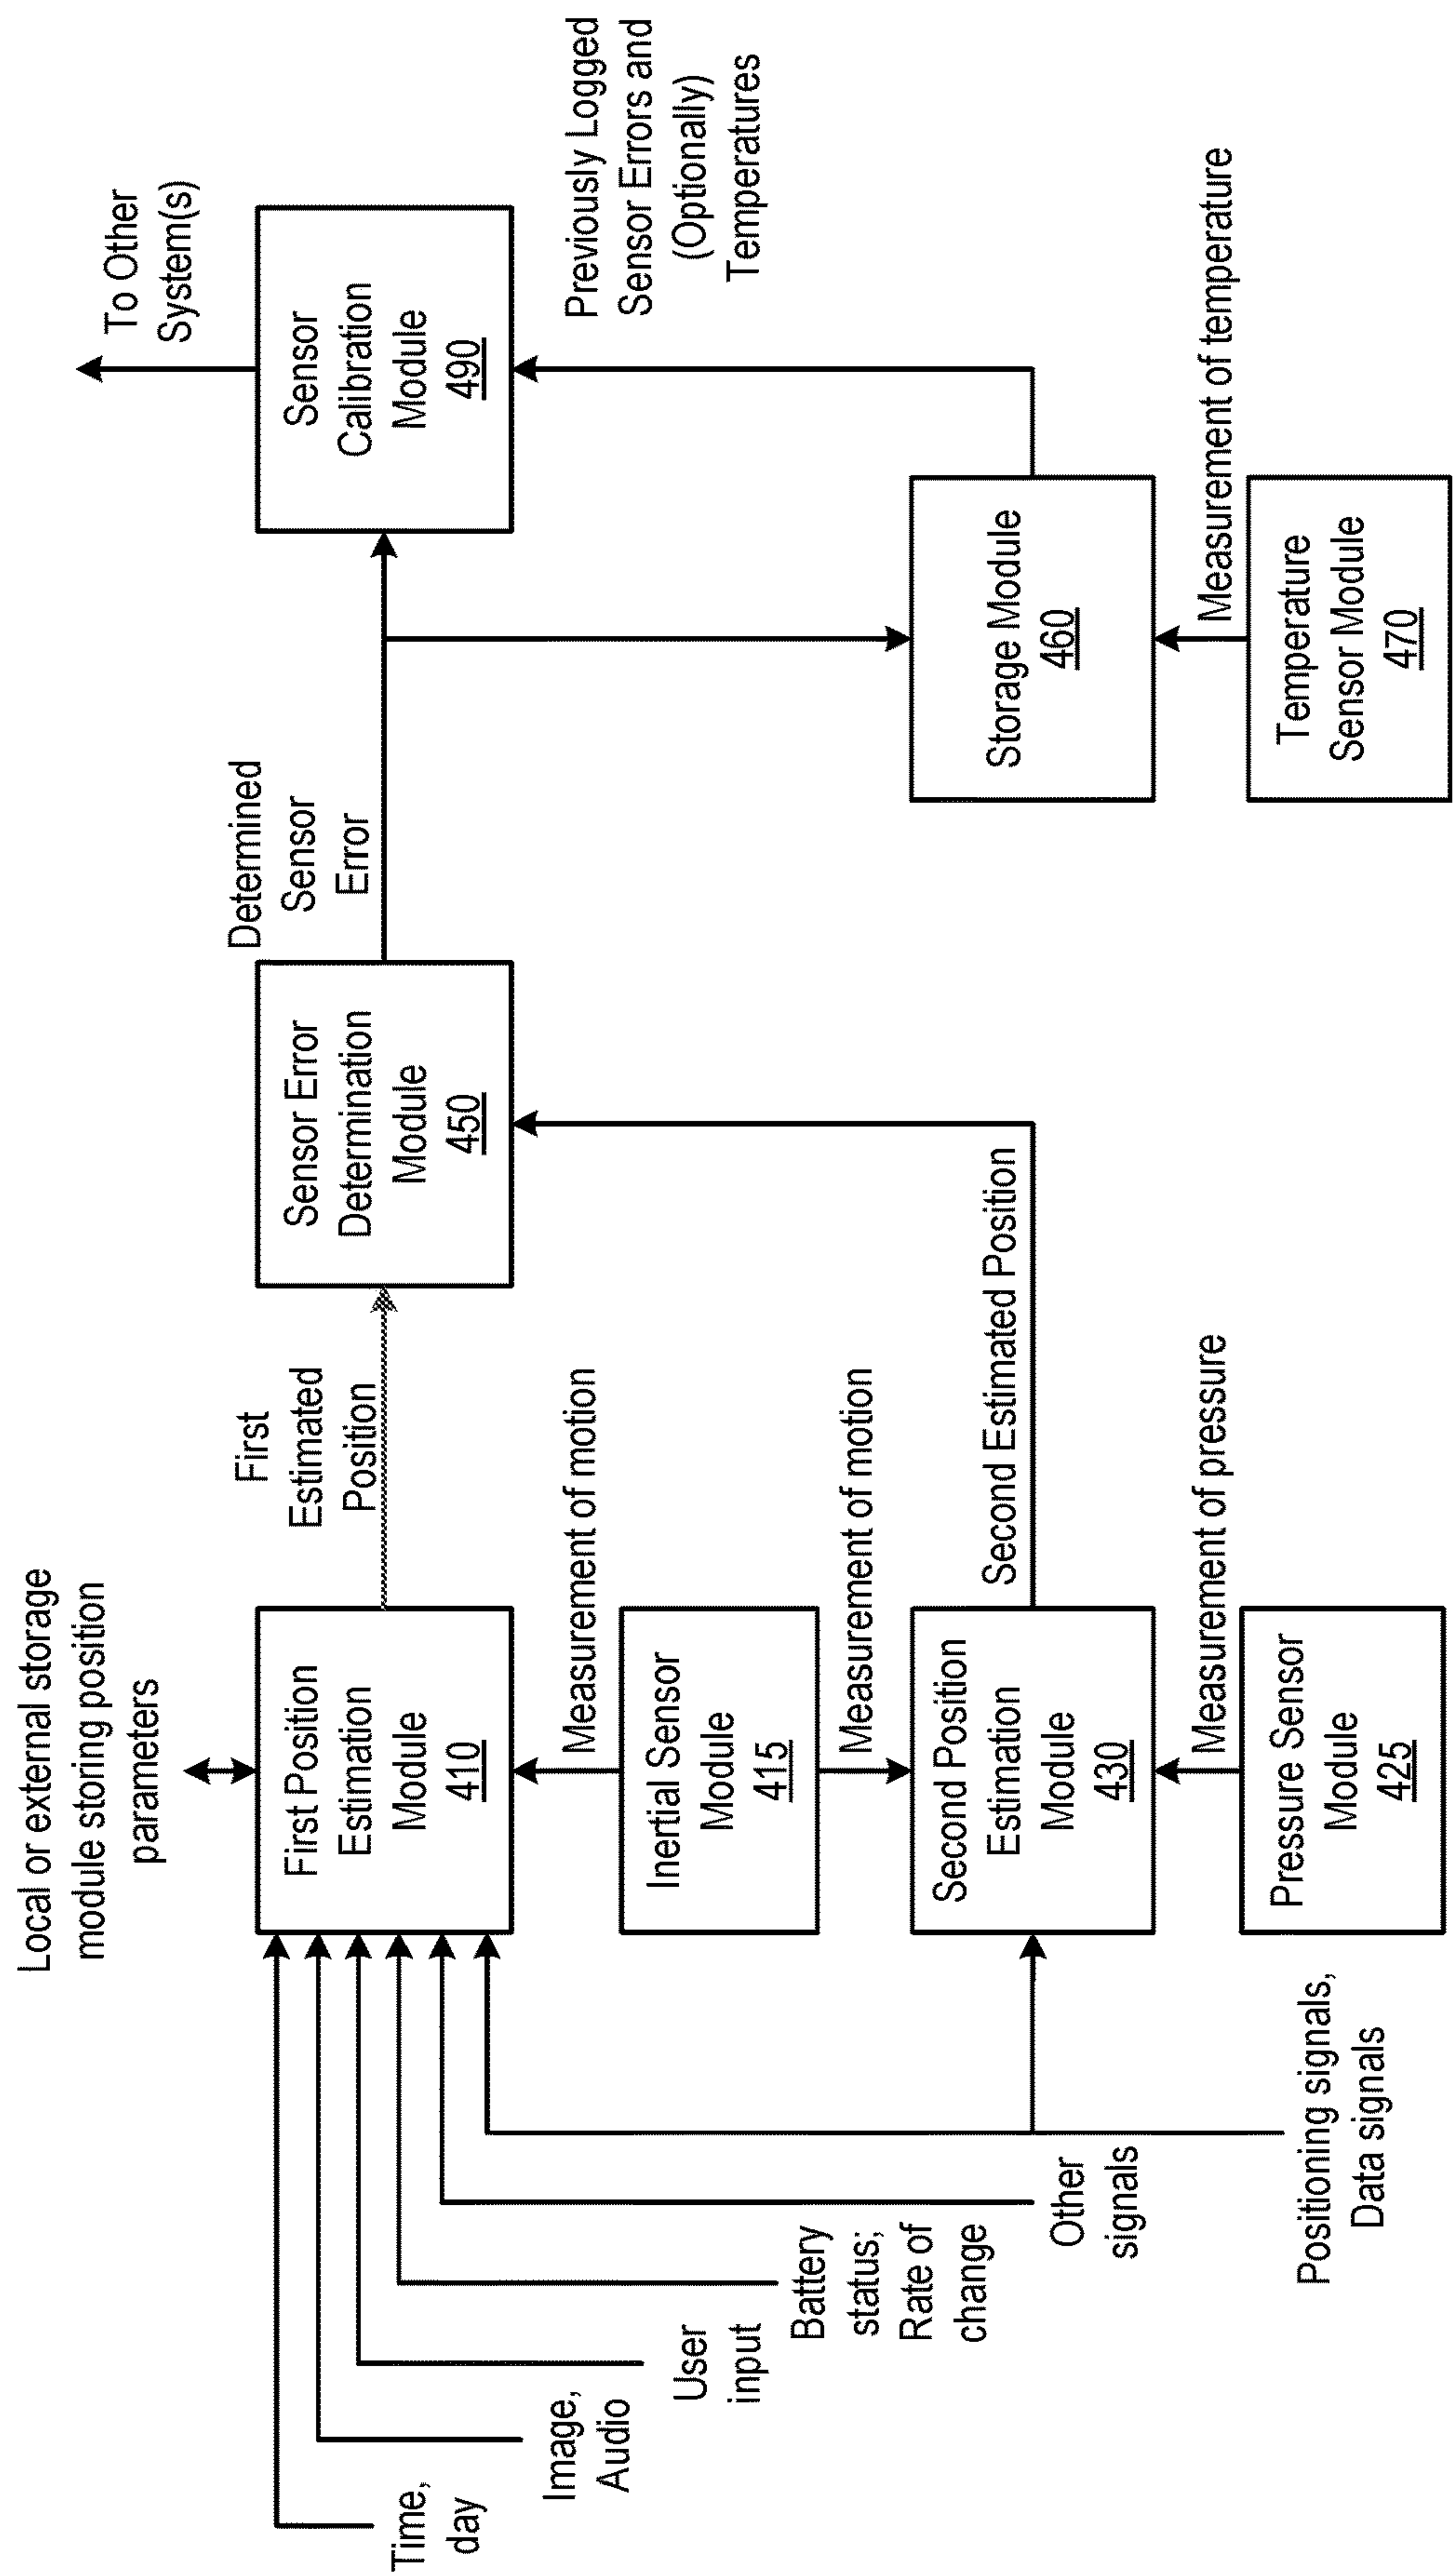 Local or external storage
module storing position
parameters
Time,
day
Image,
Audio
User
input
Battery
status;
Rate of
change
Other
signals
Positioning signals,
Data signals
First Position
Estimation
Module
410
Measurement of motion
Inertial Sensor
Module
415
Measurement of motion
Second Position
Estimation
Module
430
Measurement of pressure
Pressure Sensor
Module
425
First
Estimated
Position
Second Estimated Position
Sensor Error
Determination
Module
450
Determined
Sensor
Error
Storage Module
460
Measurement of temperature
Temperature
Sensor Module
470
Sensor
Calibration
Module
490
To Other
System(s)
Previously Logged
Sensor Errors and
(Optionally)
Temperatures